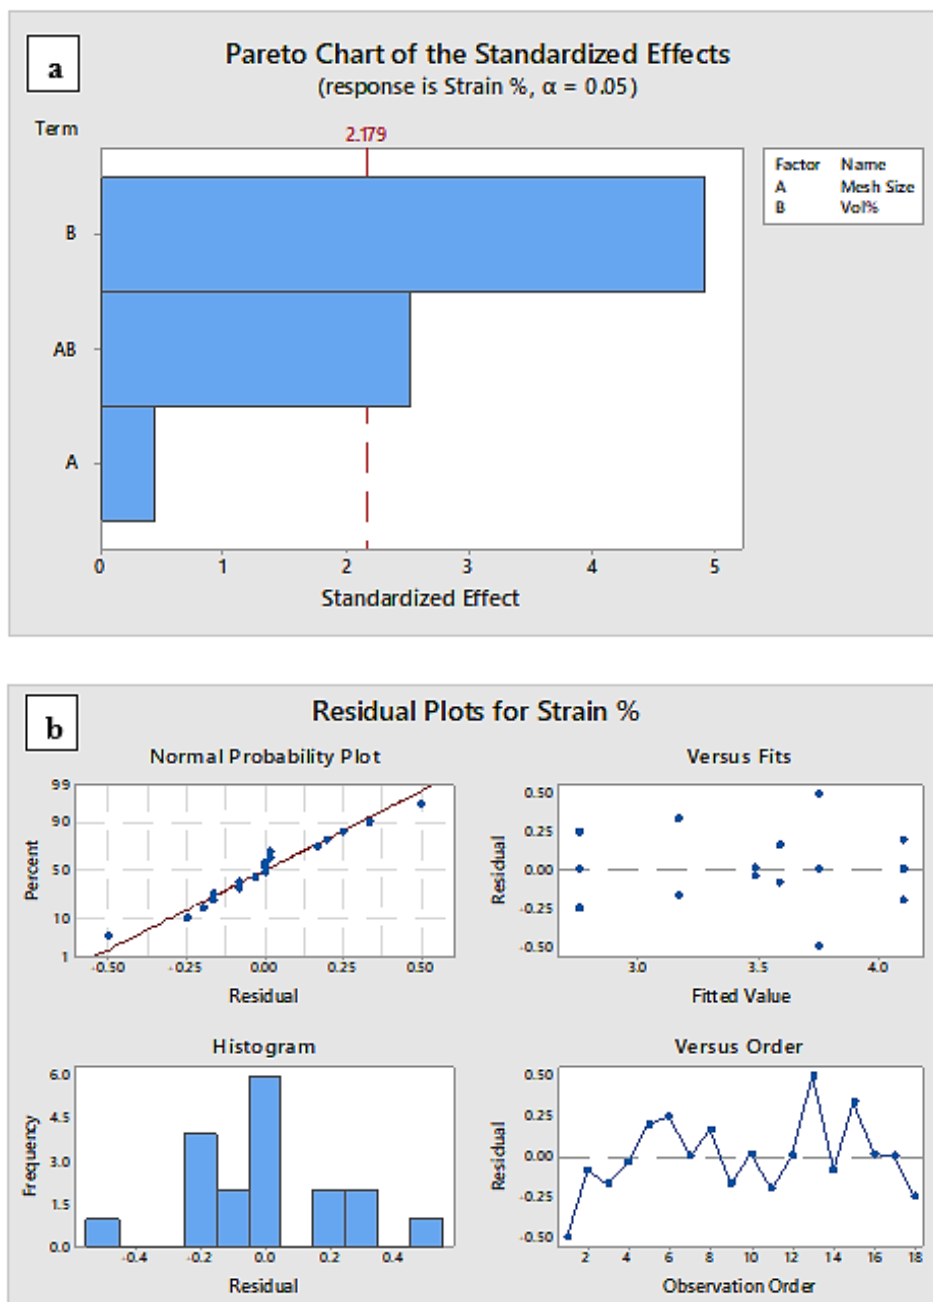 a
Pareto Chart of the Standardized Effects
(response is Strain %, α = 0.05)
Term
2.179
Factor Name
A Mesh Size
B Vol%
B
AB
A
0 1 2 3 4 5
Standardized Effect
b
Residual Plots for Strain %
Normal Probability Plot
99
90
50
10
1
Percent
-0.50 -0.25 0.00 0.25 0.50
Residual
Versus Fits
0.50
0.25
0.00
-0.25
-0.50
Residual
3.0 3.5 4.0
Fitted Value
Histogram
6.0
4.5
3.0
1.5
0.0
Frequency
-0.4 -0.2 0.0 0.2 0.4
Residual
Versus Order
0.50
0.25
0.00
-0.25
-0.50
Residual
2 4 6 8 10 12 14 16 18
Observation Order